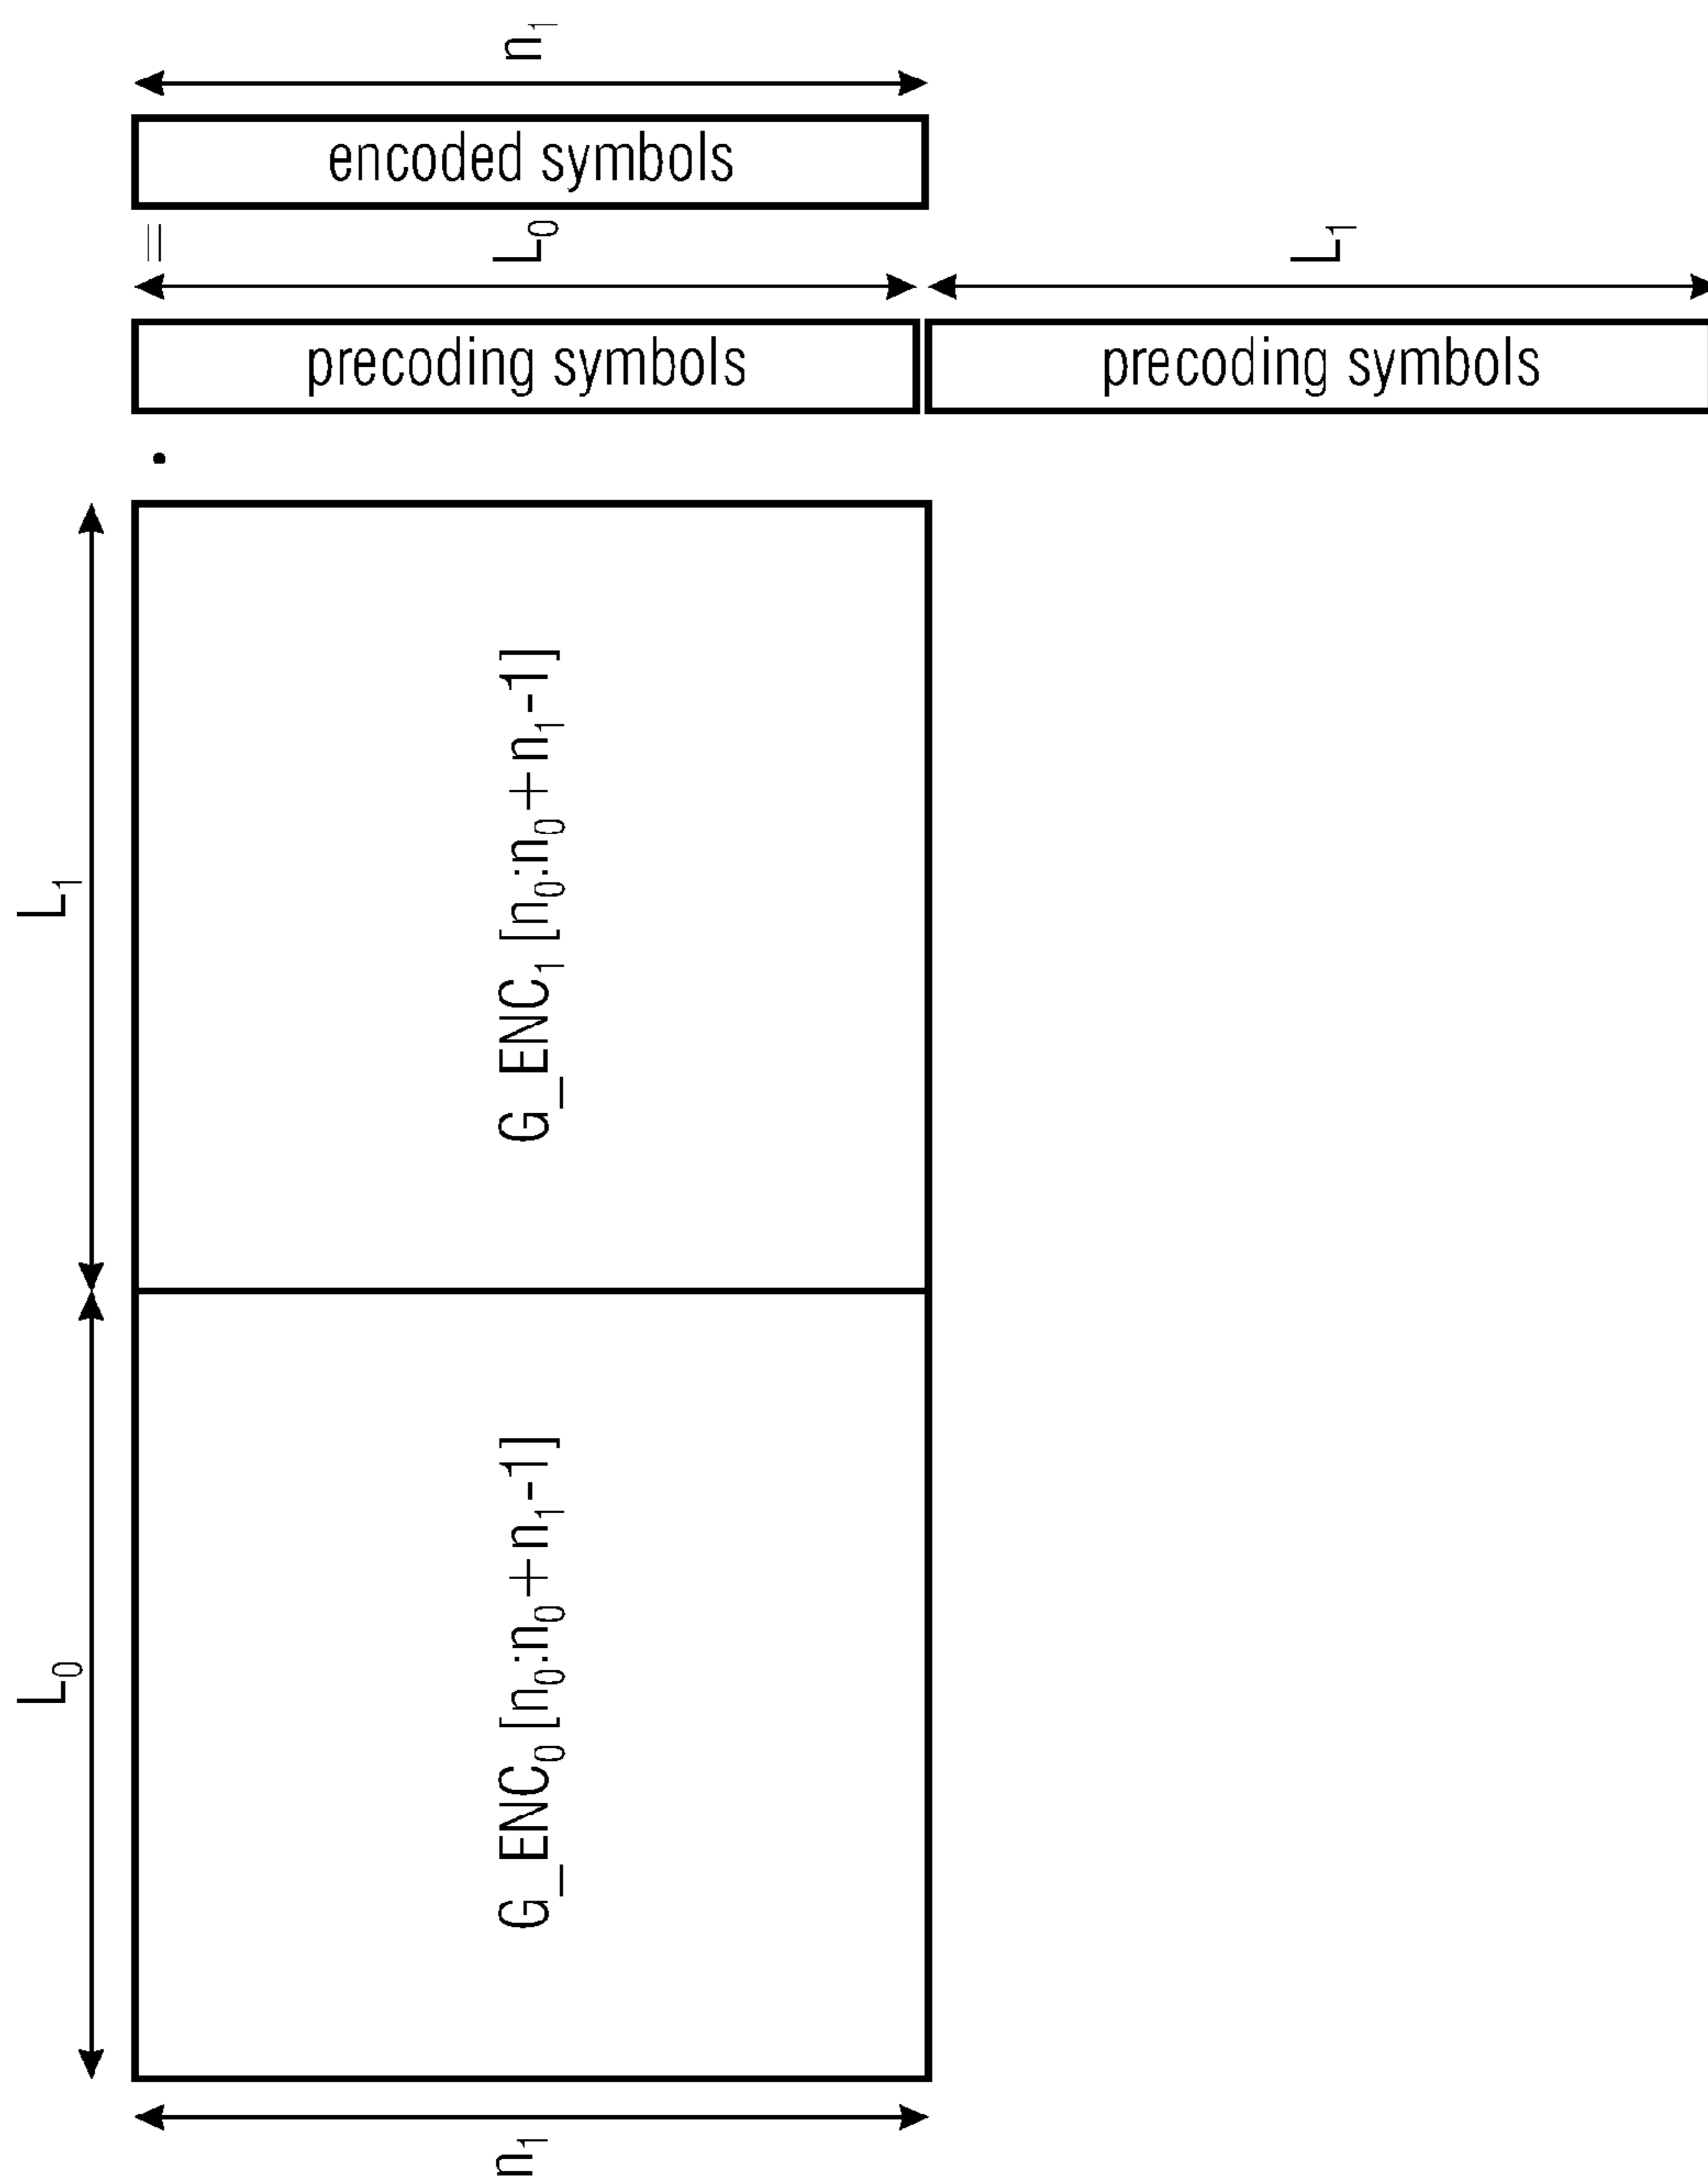 n₁
encoded symbols
=
L₀
L₁
precoding symbols
precoding symbols
·
L₁
G_ENC₁ [n₀:n₀+n₁-1]
L₀
G_ENC₀ [n₀:n₀+n₁-1]
n₁